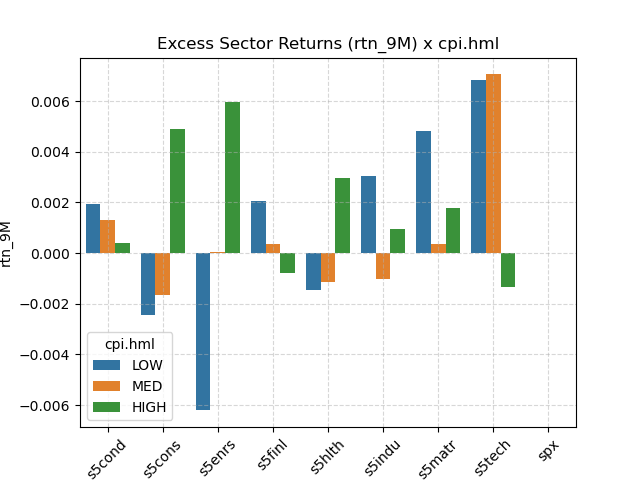 Excess Sector Returns (rtn_9M) x cpi.hml
rtn_9M
0.006
0.004
0.002
0.000
−0.002
−0.004
−0.006
cpi.hml
LOW
MED
HIGH
s5cond
s5cons
s5enrs
s5finl
s5hlth
s5indu
s5matr
s5tech
spx